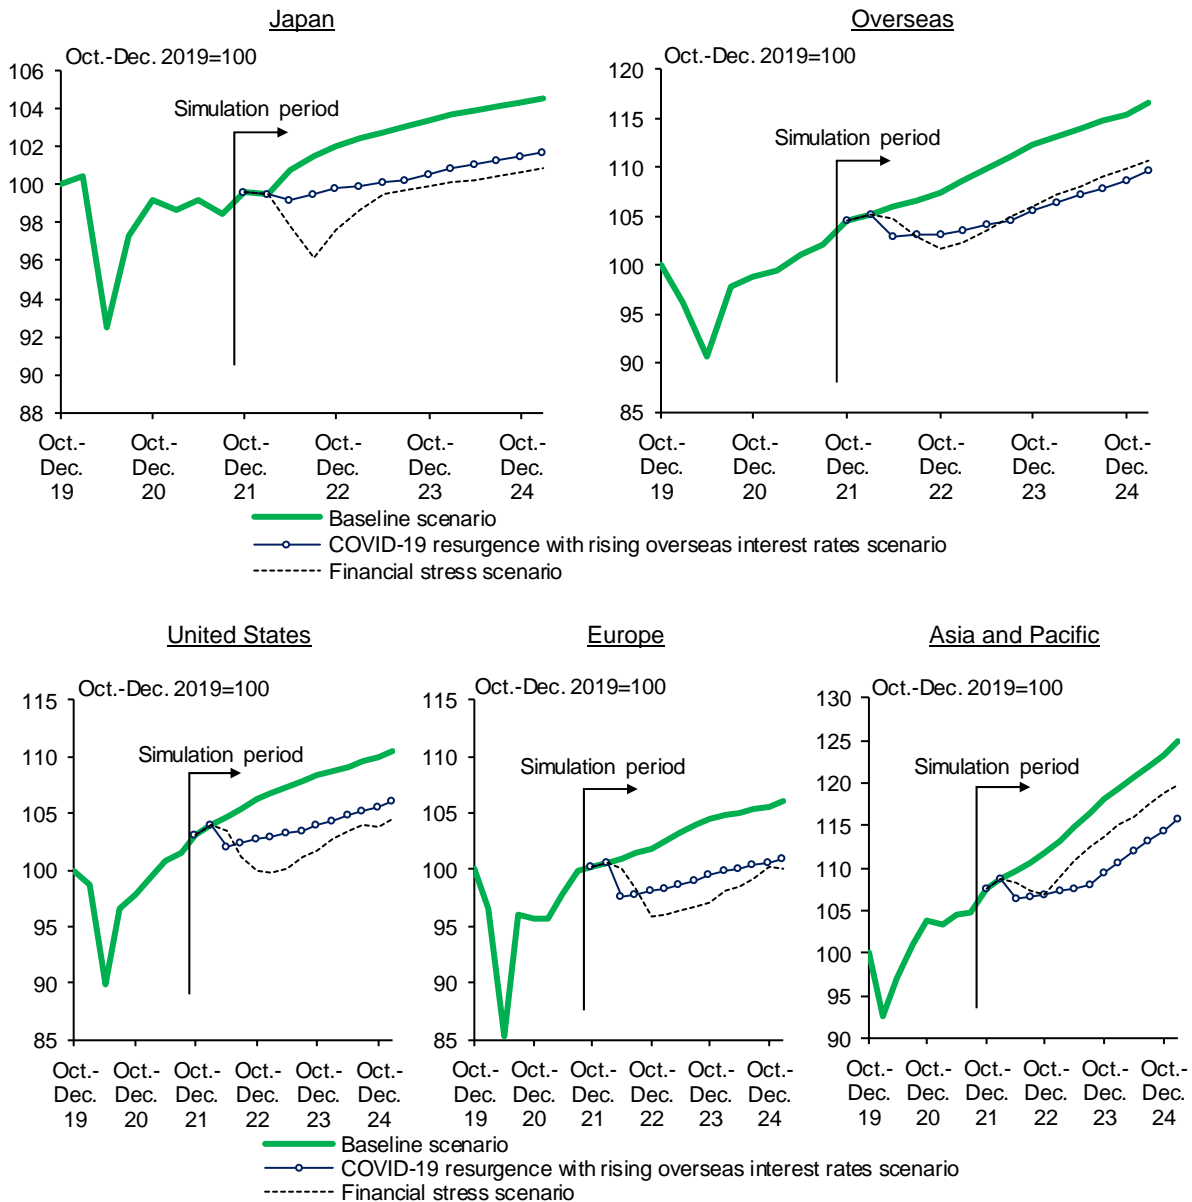 Japan
Oct.-Dec. 2019=100
106
104
102
100
98
96
94
92
90
88
Simulation period
Oct.-
Dec.
19
Oct.-
Dec.
20
Oct.-
Dec.
21
Oct.-
Dec.
22
Oct.-
Dec.
23
Oct.-
Dec.
24
Overseas
Oct.-Dec. 2019=100
120
115
110
105
100
95
90
85
Simulation period
Oct.-
Dec.
19
Oct.-
Dec.
20
Oct.-
Dec.
21
Oct.-
Dec.
22
Oct.-
Dec.
23
Oct.-
Dec.
24
Baseline scenario
COVID-19 resurgence with rising overseas interest rates scenario
Financial stress scenario
United States
Oct.-Dec. 2019=100
115
110
105
100
95
90
85
Simulation period
Oct.-
Dec.
19
Oct.-
Dec.
20
Oct.-
Dec.
21
Oct.-
Dec.
22
Oct.-
Dec.
23
Oct.-
Dec.
24
Europe
Oct.-Dec. 2019=100
115
110
105
100
95
90
85
Simulation period
Oct.-
Dec.
19
Oct.-
Dec.
20
Oct.-
Dec.
21
Oct.-
Dec.
22
Oct.-
Dec.
23
Oct.-
Dec.
24
Asia and Pacific
Oct.-Dec. 2019=100
130
125
120
115
110
105
100
95
90
Simulation period
Oct.-
Dec.
19
Oct.-
Dec.
20
Oct.-
Dec.
21
Oct.-
Dec.
22
Oct.-
Dec.
23
Oct.-
Dec.
24
Baseline scenario
COVID-19 resurgence with rising overseas interest rates scenario
Financial stress scenario